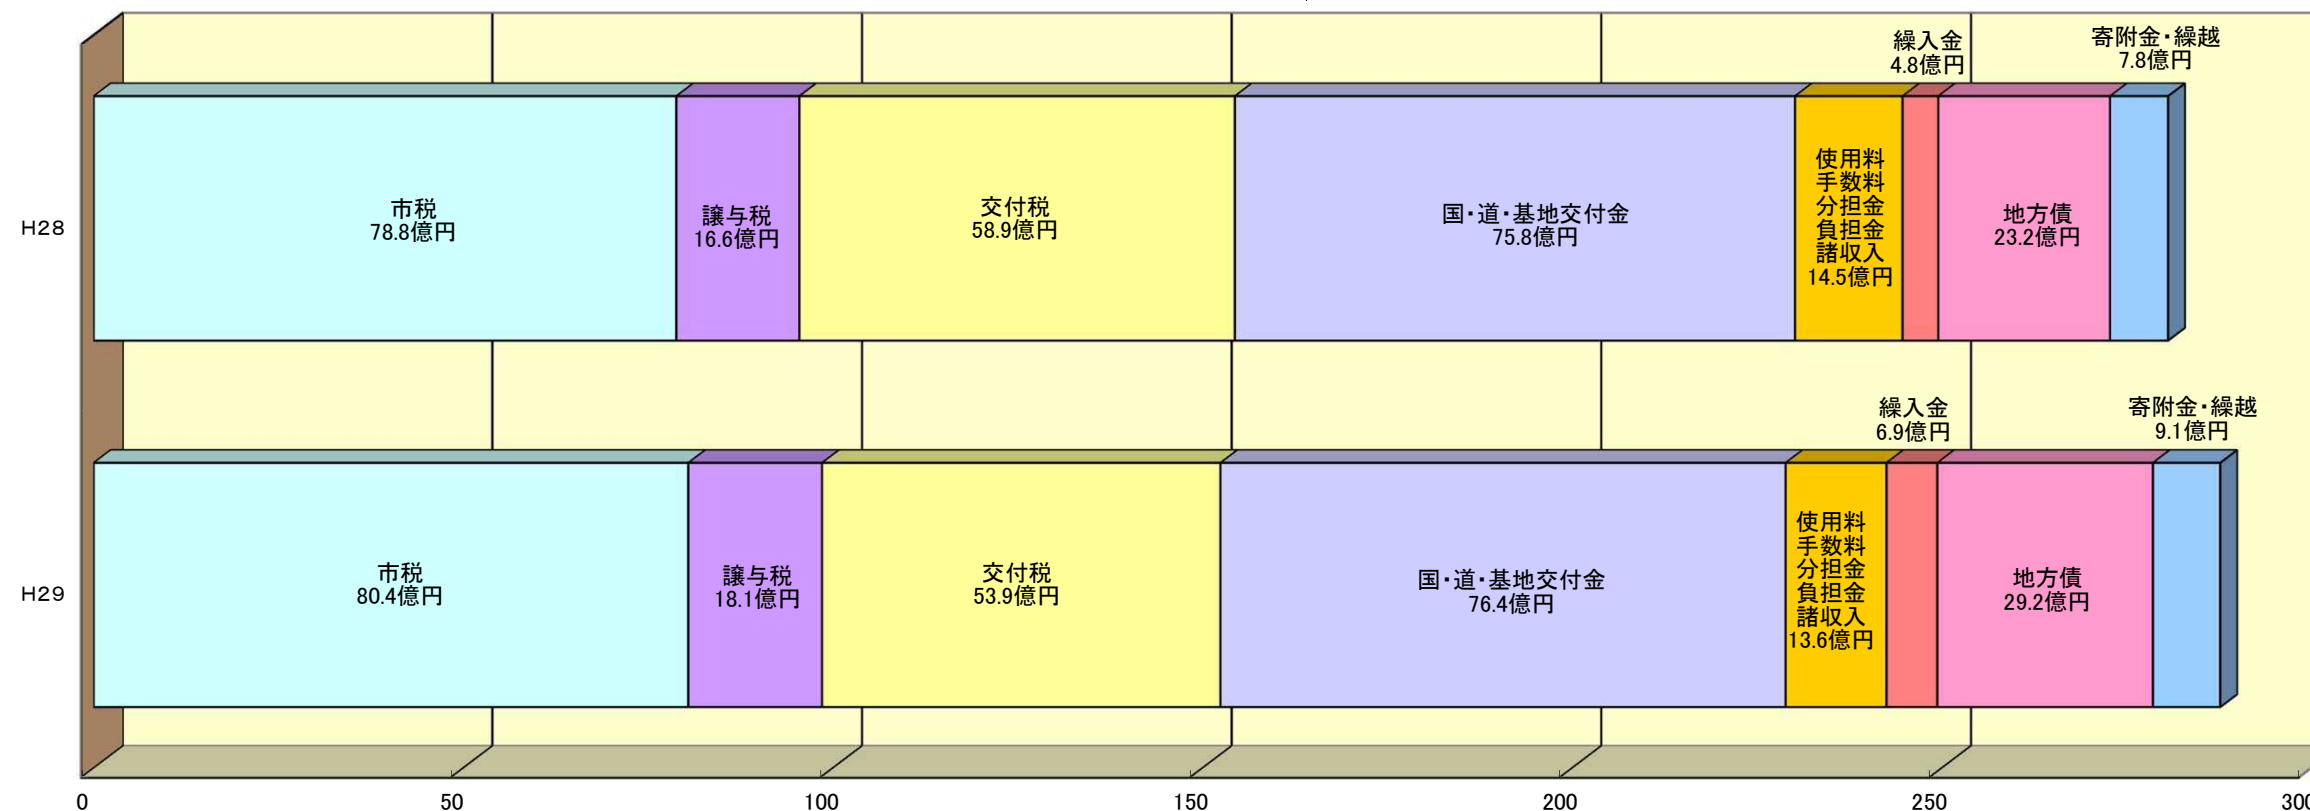 繰入金
4.8億円
寄附金・繰越
7.8億円
H28
市税
78.8億円
譲与税
16.6億円
交付税
58.9億円
国・道・基地交付金
75.8億円
使用料
手数料
分担金
負担金
諸収入
14.5億円
地方債
23.2億円
繰入金
6.9億円
寄附金・繰越
9.1億円
H29
市税
80.4億円
譲与税
18.1億円
交付税
53.9億円
国・道・基地交付金
76.4億円
使用料
手数料
分担金
負担金
諸収入
13.6億円
地方債
29.2億円
0 50 100 150 200 250 300